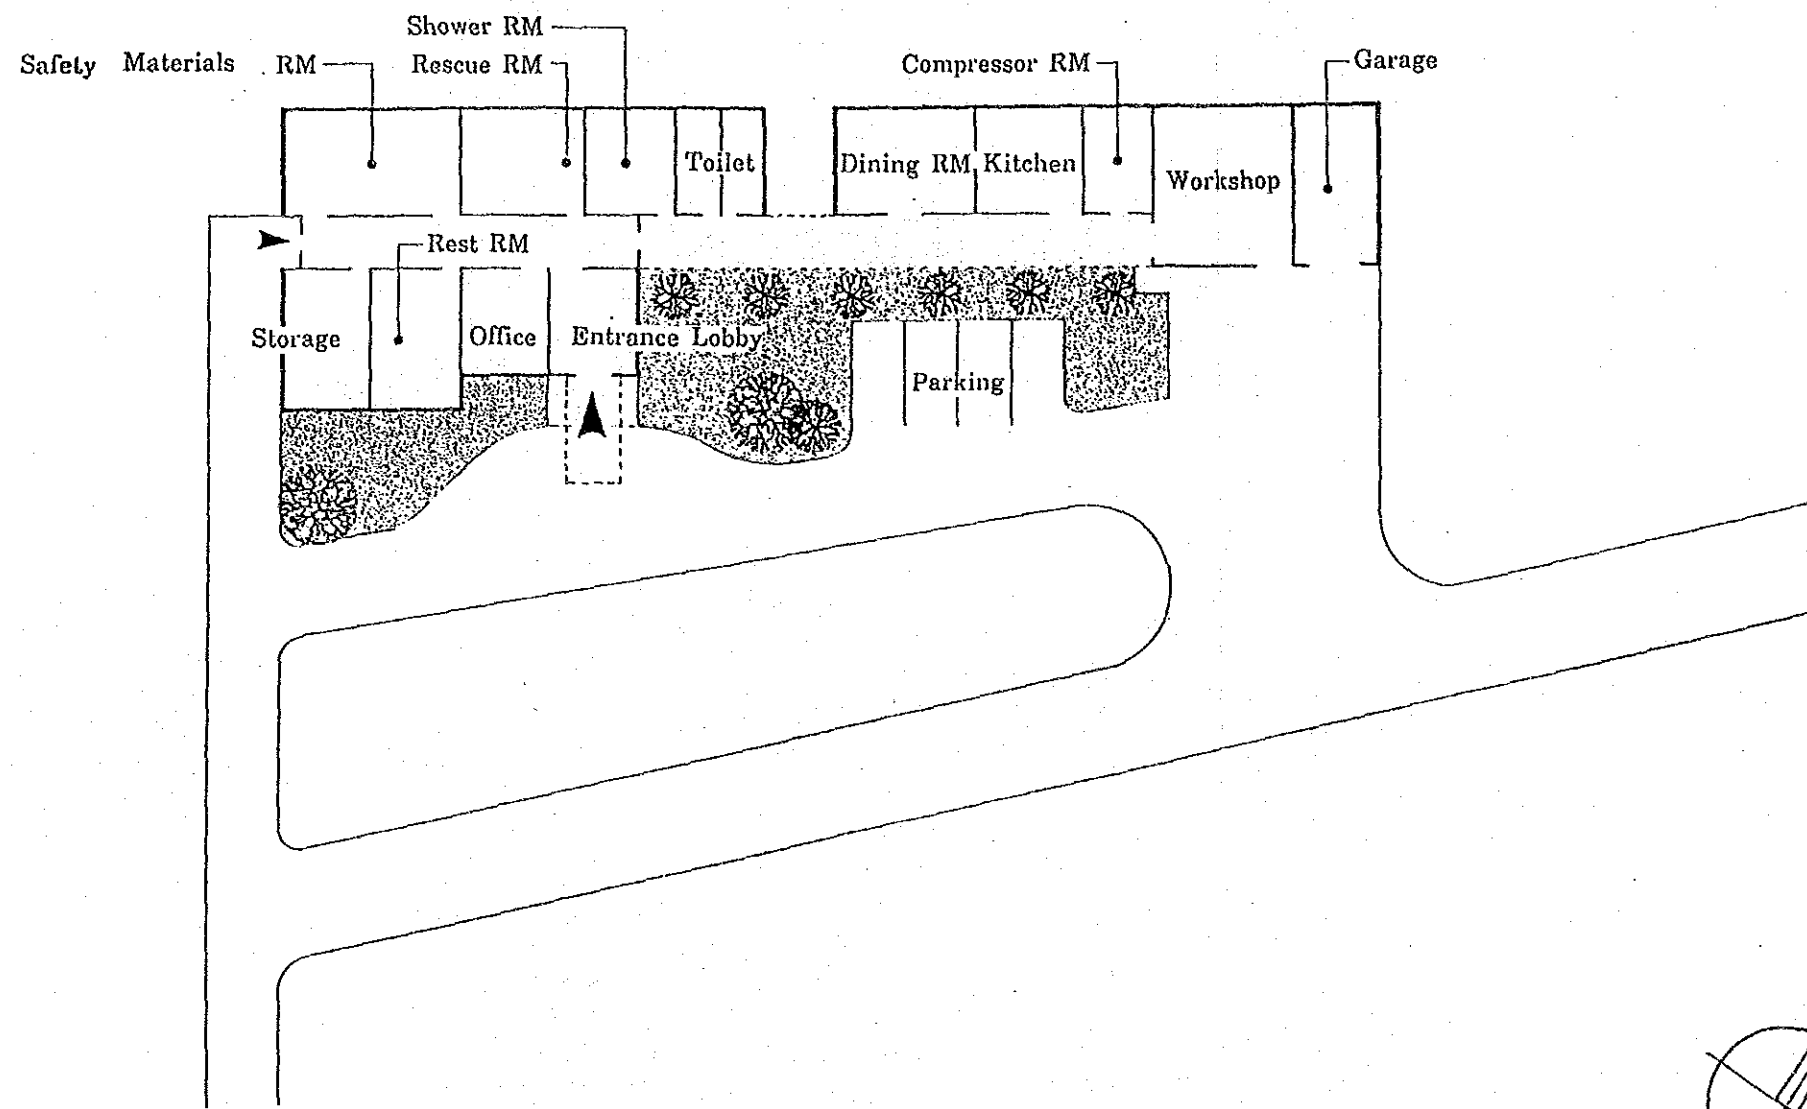 Shower RM
Safety Materials RM
Rescue RM
Compressor RM
Garage
Toilet
Dining RM
Kitchen
Workshop
Rest RM
Storage
Office
Entrance Lobby
Parking